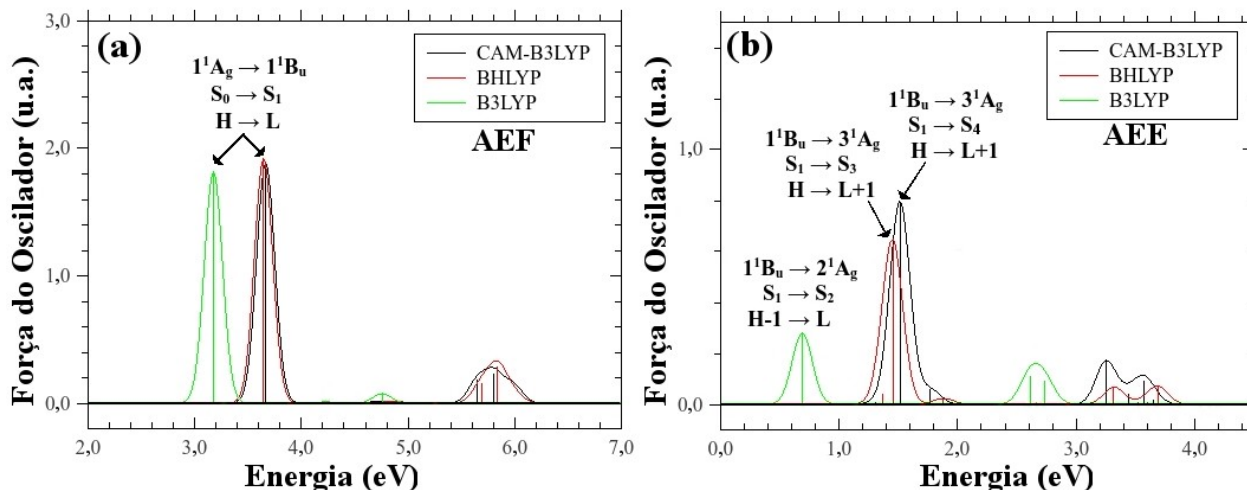 (a)
CAM-B3LYP
BHLYP
B3LYP
AEF
1¹Ag → 1¹Bu
S₀ → S₁
H → L
Força do Oscilador (u.a.)
3,0
2,0
1,0
0,0
2,0 3,0 4,0 5,0 6,0 7,0
Energia (eV)
(b)
CAM-B3LYP
BHLYP
B3LYP
AEE
1¹Bu → 3¹Ag
S₁ → S₄
H → L+1
1¹Bu → 3¹Ag
S₁ → S₃
H → L+1
1¹Bu → 2¹Ag
S₁ → S₂
H-1 → L
Força do Oscilador (u.a.)
1,0
0,0
0,0 1,0 2,0 3,0 4,0
Energia (eV)